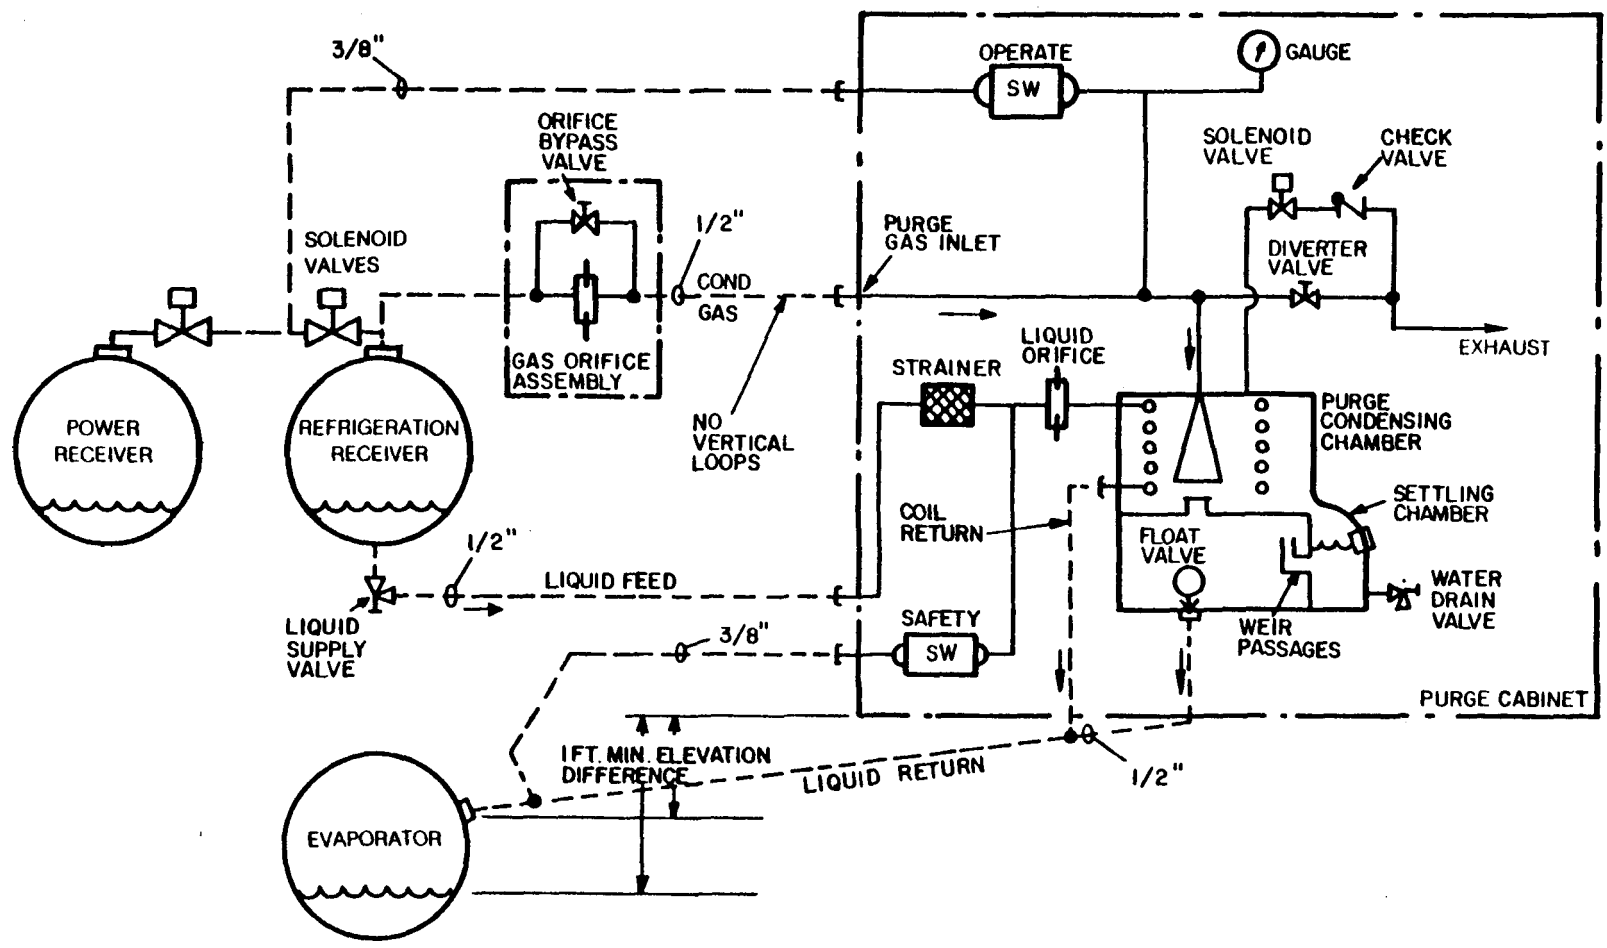 3/8"
OPERATE
SW
GAUGE
ORIFICE
BYPASS
VALVE
SOLENOID
VALVE
CHECK
VALVE
1/2"
PURGE
GAS INLET
SOLENOID
VALVES
DIVERTER
VALVE
COND
GAS
LIQUID
ORIFICE
EXHAUST
GAS ORIFICE
ASSEMBLY
STRAINER
NO
VERTICAL
LOOPS
PURGE
CONDENSING
CHAMBER
POWER
RECEIVER
REFRIGERATION
RECEIVER
SETTLING
CHAMBER
COIL
RETURN
FLOAT
VALVE
1/2"
LIQUID FEED
WATER
DRAIN
VALVE
LIQUID
SUPPLY
VALVE
3/8"
SAFETY
SW
WEIR
PASSAGES
PURGE CABINET
1 FT. MIN. ELEVATION
DIFFERENCE
LIQUID RETURN
1/2"
EVAPORATOR